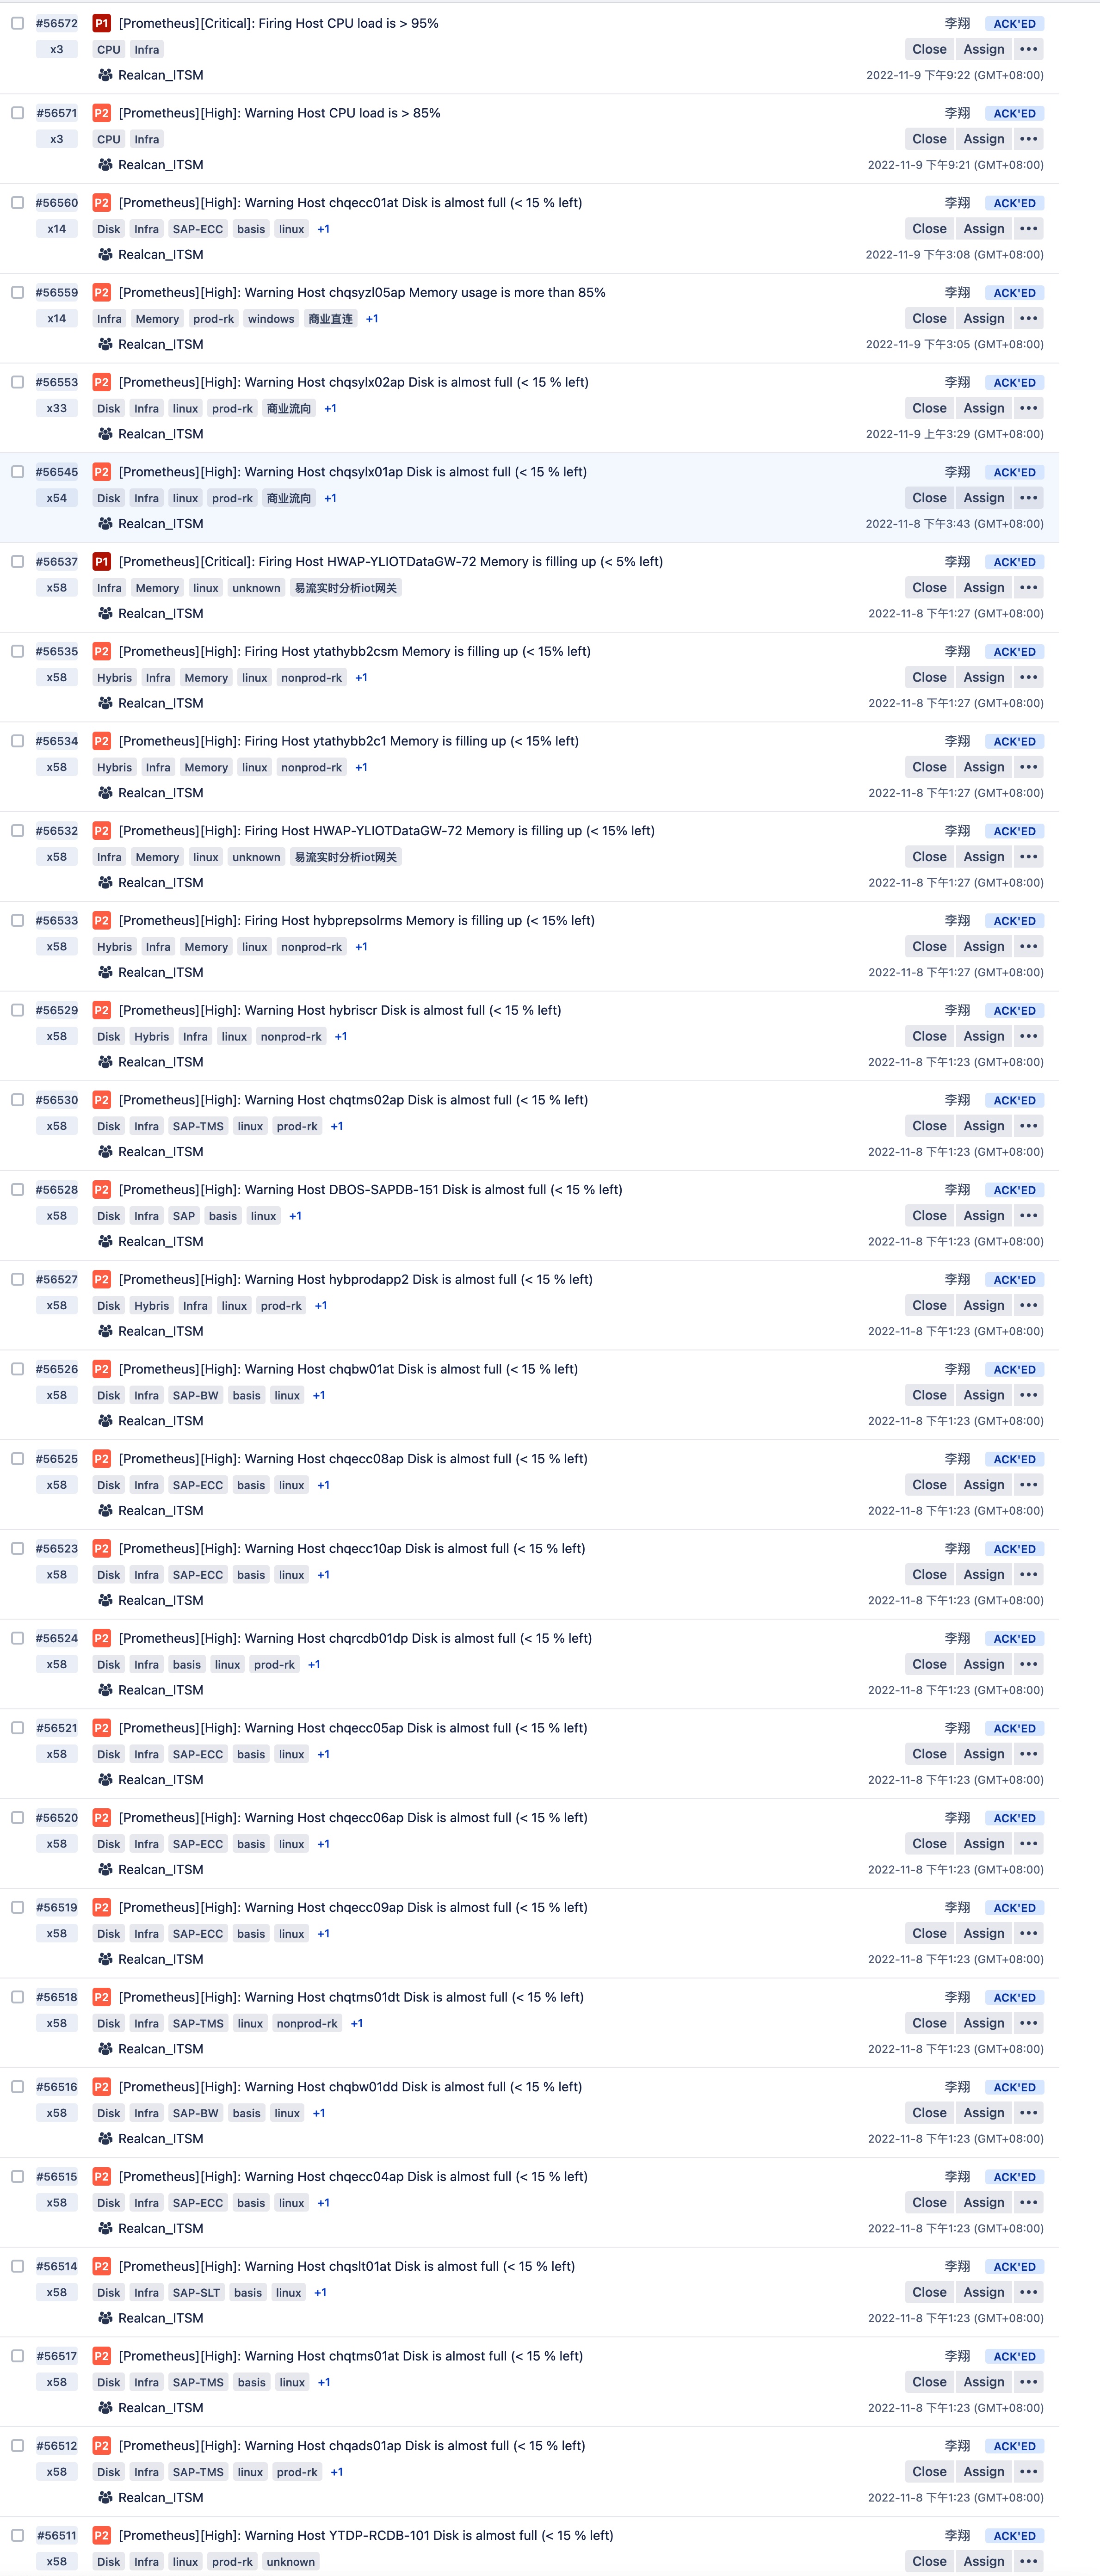 #56572 P1 [Prometheus][Critical]: Firing Host CPU load is > 95% 李翔 ACK'ED
x3 CPU Infra Close Assign •••
Realcan_ITSM 2022-11-9 下午9:22 (GMT+08:00)
#56571 P2 [Prometheus][High]: Warning Host CPU load is > 85% 李翔 ACK'ED
x3 CPU Infra Close Assign •••
Realcan_ITSM 2022-11-9 下午9:21 (GMT+08:00)
#56560 P2 [Prometheus][High]: Warning Host chqecc01at Disk is almost full (< 15 % left) 李翔 ACK'ED
x14 Disk Infra SAP-ECC basis linux +1 Close Assign •••
Realcan_ITSM 2022-11-9 下午3:08 (GMT+08:00)
#56559 P2 [Prometheus][High]: Warning Host chqsyzl05ap Memory usage is more than 85% 李翔 ACK'ED
x14 Infra Memory prod-rk windows 商业直连 +1 Close Assign •••
Realcan_ITSM 2022-11-9 下午3:05 (GMT+08:00)
#56553 P2 [Prometheus][High]: Warning Host chqsylx02ap Disk is almost full (< 15 % left) 李翔 ACK'ED
x33 Disk Infra linux prod-rk 商业流向 +1 Close Assign •••
Realcan_ITSM 2022-11-9 上午3:29 (GMT+08:00)
#56545 P2 [Prometheus][High]: Warning Host chqsylx01ap Disk is almost full (< 15 % left) 李翔 ACK'ED
x54 Disk Infra linux prod-rk 商业流向 +1 Close Assign •••
Realcan_ITSM 2022-11-8 下午3:43 (GMT+08:00)
#56537 P1 [Prometheus][Critical]: Firing Host HWAP-YLIOTDataGW-72 Memory is filling up (< 5% left) 李翔 ACK'ED
x58 Infra Memory linux unknown 易流实时分析iot网关 Close Assign •••
Realcan_ITSM 2022-11-8 下午1:27 (GMT+08:00)
#56535 P2 [Prometheus][High]: Firing Host ytathybb2csm Memory is filling up (< 15% left) 李翔 ACK'ED
x58 Hybris Infra Memory linux nonprod-rk +1 Close Assign •••
Realcan_ITSM 2022-11-8 下午1:27 (GMT+08:00)
#56534 P2 [Prometheus][High]: Firing Host ytathybb2c1 Memory is filling up (< 15% left) 李翔 ACK'ED
x58 Hybris Infra Memory linux nonprod-rk +1 Close Assign •••
Realcan_ITSM 2022-11-8 下午1:27 (GMT+08:00)
#56532 P2 [Prometheus][High]: Firing Host HWAP-YLIOTDataGW-72 Memory is filling up (< 15% left) 李翔 ACK'ED
x58 Infra Memory linux unknown 易流实时分析iot网关 Close Assign •••
Realcan_ITSM 2022-11-8 下午1:27 (GMT+08:00)
#56533 P2 [Prometheus][High]: Firing Host hybprepsolrms Memory is filling up (< 15% left) 李翔 ACK'ED
x58 Hybris Infra Memory linux nonprod-rk +1 Close Assign •••
Realcan_ITSM 2022-11-8 下午1:27 (GMT+08:00)
#56529 P2 [Prometheus][High]: Warning Host hybriscr Disk is almost full (< 15 % left) 李翔 ACK'ED
x58 Disk Hybris Infra linux nonprod-rk +1 Close Assign •••
Realcan_ITSM 2022-11-8 下午1:23 (GMT+08:00)
#56530 P2 [Prometheus][High]: Warning Host chqtms02ap Disk is almost full (< 15 % left) 李翔 ACK'ED
x58 Disk Infra SAP-TMS linux prod-rk +1 Close Assign •••
Realcan_ITSM 2022-11-8 下午1:23 (GMT+08:00)
#56528 P2 [Prometheus][High]: Warning Host DBOS-SAPDB-151 Disk is almost full (< 15 % left) 李翔 ACK'ED
x58 Disk Infra SAP basis linux +1 Close Assign •••
Realcan_ITSM 2022-11-8 下午1:23 (GMT+08:00)
#56527 P2 [Prometheus][High]: Warning Host hybprodapp2 Disk is almost full (< 15 % left) 李翔 ACK'ED
x58 Disk Hybris Infra linux prod-rk +1 Close Assign •••
Realcan_ITSM 2022-11-8 下午1:23 (GMT+08:00)
#56526 P2 [Prometheus][High]: Warning Host chqbw01at Disk is almost full (< 15 % left) 李翔 ACK'ED
x58 Disk Infra SAP-BW basis linux +1 Close Assign •••
Realcan_ITSM 2022-11-8 下午1:23 (GMT+08:00)
#56525 P2 [Prometheus][High]: Warning Host chqecc08ap Disk is almost full (< 15 % left) 李翔 ACK'ED
x58 Disk Infra SAP-ECC basis linux +1 Close Assign •••
Realcan_ITSM 2022-11-8 下午1:23 (GMT+08:00)
#56523 P2 [Prometheus][High]: Warning Host chqecc10ap Disk is almost full (< 15 % left) 李翔 ACK'ED
x58 Disk Infra SAP-ECC basis linux +1 Close Assign •••
Realcan_ITSM 2022-11-8 下午1:23 (GMT+08:00)
#56524 P2 [Prometheus][High]: Warning Host chqrcdb01dp Disk is almost full (< 15 % left) 李翔 ACK'ED
x58 Disk Infra basis linux prod-rk +1 Close Assign •••
Realcan_ITSM 2022-11-8 下午1:23 (GMT+08:00)
#56521 P2 [Prometheus][High]: Warning Host chqecc05ap Disk is almost full (< 15 % left) 李翔 ACK'ED
x58 Disk Infra SAP-ECC basis linux +1 Close Assign •••
Realcan_ITSM 2022-11-8 下午1:23 (GMT+08:00)
#56520 P2 [Prometheus][High]: Warning Host chqecc06ap Disk is almost full (< 15 % left) 李翔 ACK'ED
x58 Disk Infra SAP-ECC basis linux +1 Close Assign •••
Realcan_ITSM 2022-11-8 下午1:23 (GMT+08:00)
#56519 P2 [Prometheus][High]: Warning Host chqecc09ap Disk is almost full (< 15 % left) 李翔 ACK'ED
x58 Disk Infra SAP-ECC basis linux +1 Close Assign •••
Realcan_ITSM 2022-11-8 下午1:23 (GMT+08:00)
#56518 P2 [Prometheus][High]: Warning Host chqtms01dt Disk is almost full (< 15 % left) 李翔 ACK'ED
x58 Disk Infra SAP-TMS linux nonprod-rk +1 Close Assign •••
Realcan_ITSM 2022-11-8 下午1:23 (GMT+08:00)
#56516 P2 [Prometheus][High]: Warning Host chqbw01dd Disk is almost full (< 15 % left) 李翔 ACK'ED
x58 Disk Infra SAP-BW basis linux +1 Close Assign •••
Realcan_ITSM 2022-11-8 下午1:23 (GMT+08:00)
#56515 P2 [Prometheus][High]: Warning Host chqecc04ap Disk is almost full (< 15 % left) 李翔 ACK'ED
x58 Disk Infra SAP-ECC basis linux +1 Close Assign •••
Realcan_ITSM 2022-11-8 下午1:23 (GMT+08:00)
#56514 P2 [Prometheus][High]: Warning Host chqslt01at Disk is almost full (< 15 % left) 李翔 ACK'ED
x58 Disk Infra SAP-SLT basis linux +1 Close Assign •••
Realcan_ITSM 2022-11-8 下午1:23 (GMT+08:00)
#56517 P2 [Prometheus][High]: Warning Host chqtms01at Disk is almost full (< 15 % left) 李翔 ACK'ED
x58 Disk Infra SAP-TMS basis linux +1 Close Assign •••
Realcan_ITSM 2022-11-8 下午1:23 (GMT+08:00)
#56512 P2 [Prometheus][High]: Warning Host chqads01ap Disk is almost full (< 15 % left) 李翔 ACK'ED
x58 Disk Infra SAP-TMS linux prod-rk +1 Close Assign •••
Realcan_ITSM 2022-11-8 下午1:23 (GMT+08:00)
#56511 P2 [Prometheus][High]: Warning Host YTDP-RCDB-101 Disk is almost full (< 15 % left) 李翔 ACK'ED
x58 Disk Infra linux prod-rk unknown Close Assign •••